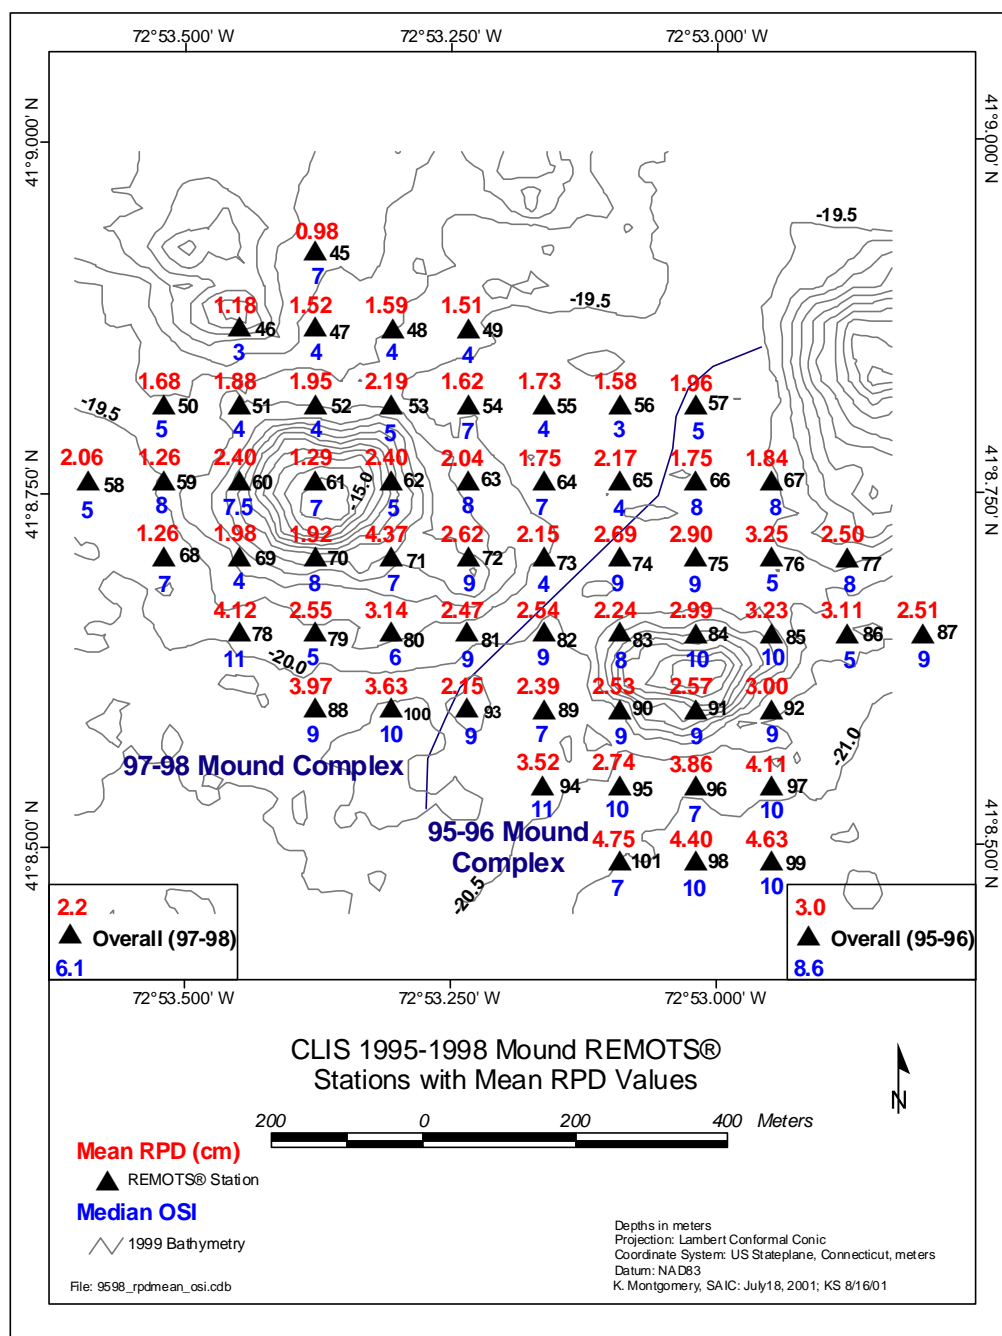 72°53.500' W 72°53.250' W 72°53.000' W
41°9.000' N 41°9.000' N
-19.5
0.98
45
7
-19.5
1.18 1.52 1.59 1.51
46 47 48 49
3 4 4 4
1.68 1.88 1.95 2.19 1.62 1.73 1.58 1.96
-19.5 50 51 52 53 54 55 56 57
5 4 4 5 7 4 3 5
2.06 1.26 2.40 1.29 2.40 2.04 1.75 2.17 1.75 1.84
58 59 60 61 -15.0 62 63 64 65 66 67
5 8 7.5 7 5 8 7 4 8 8
41°8.750' N 41°8.750' N
1.26 1.98 1.92 4.37 2.62 2.15 2.69 2.90 3.25 2.50
68 69 70 71 72 73 74 75 76 77
7 4 8 7 9 4 9 9 5 8
4.12 2.55 3.14 2.47 2.54 2.24 2.99 3.23 3.11 2.51
78 79 80 81 82 83 84 85 86 87
11 5 6 9 9 8 10 10 5 9
-20.0
3.97 3.63 2.15 2.39 2.53 2.57 3.00
88 100 93 89 90 91 92
9 10 9 7 9 9 9
-21.0
97-98 Mound Complex
3.52 2.74 3.86 4.11
94 95 96 97
11 10 7 10
95-96 Mound
Complex
4.75 4.40 4.63
101 98 99
7 10 10
41°8.500' N 41°8.500' N
-20.5
2.2
Overall (97-98)
6.1
3.0
Overall (95-96)
8.6
72°53.500' W 72°53.250' W 72°53.000' W
CLIS 1995-1998 Mound REMOTS®
Stations with Mean RPD Values
N
200 0 200 400 Meters
Mean RPD (cm)
REMOTS® Station
Median OSI
1999 Bathymetry
File: 9598_rpdmean_osi.cdb
Depths in meters
Projection: Lambert Conformal Conic
Coordinate System: US Stateplane, Connecticut, meters
Datum: NAD83
K. Montgomery, SAIC: July18, 2001; KS 8/16/01